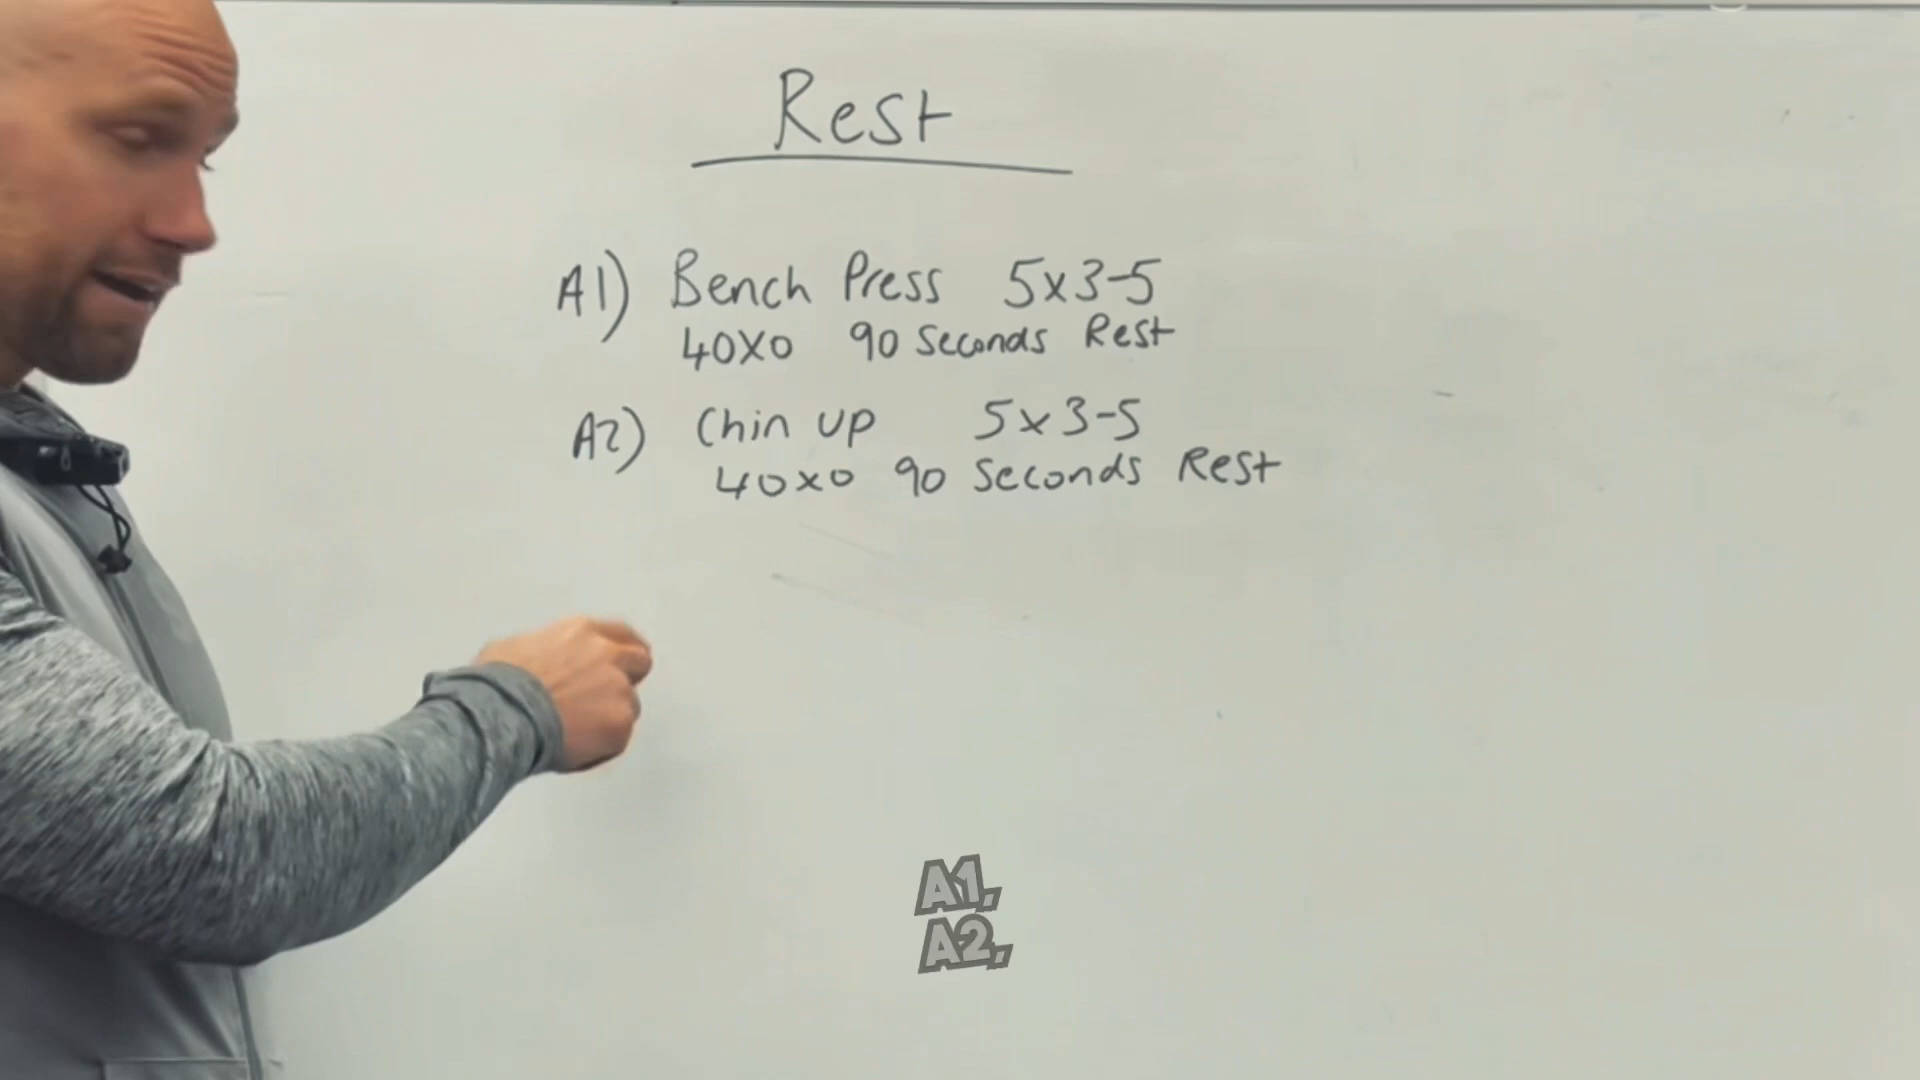 Rest
A1) Bench Press 5x3-5
40X0 90 Seconds Rest
A2) Chin up 5x3-5
40x0 90 Seconds Rest
A1,
A2,